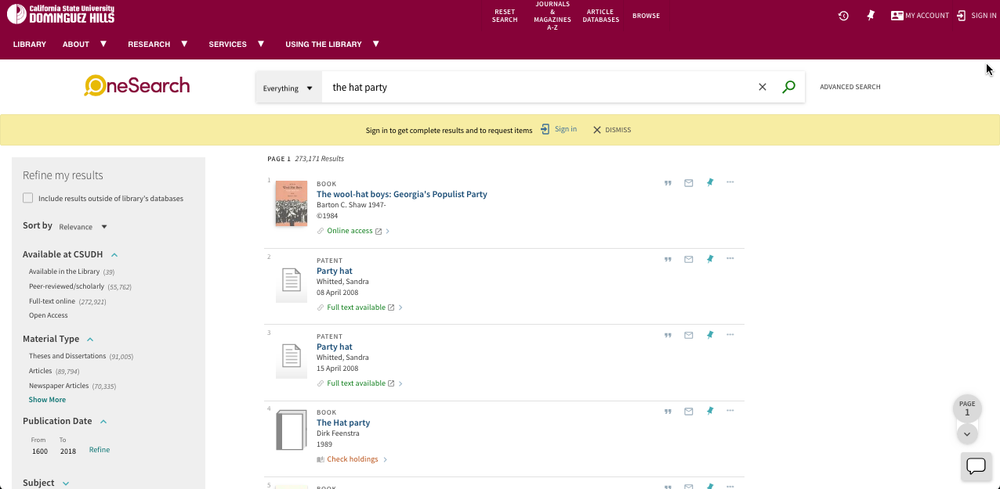 California State University
DOMINGUEZ HILLS
RESET SEARCH
JOURNALS & MAGAZINES A-Z
ARTICLE DATABASES
BROWSE
MY ACCOUNT
SIGN IN
LIBRARY ABOUT RESEARCH SERVICES USING THE LIBRARY
OneSearch
Everything
the hat party
ADVANCED SEARCH
Sign in to get complete results and to request items Sign in DISMISS
Refine my results
Include results outside of library's databases
Sort by Relevance
Available at CSUDH
Available in the Library (39)
Peer-reviewed/scholarly (55,762)
Full-text online (272,921)
Open Access
Material Type
Theses and Dissertations (91,005)
Articles (89,794)
Newspaper Articles (70,335)
Show More
Publication Date
From To
1600 2018 Refine
Subject
PAGE 1 273,171 Results
1
BOOK
The wool-hat boys: Georgia's Populist Party
Barton C. Shaw 1947-
©1984
Online access
2
PATENT
Party hat
Whitted, Sandra
08 April 2008
Full text available
3
PATENT
Party hat
Whitted, Sandra
15 April 2008
Full text available
4
BOOK
The Hat party
Dirk Feenstra
1989
Check holdings
5
BOOK
PAGE
1